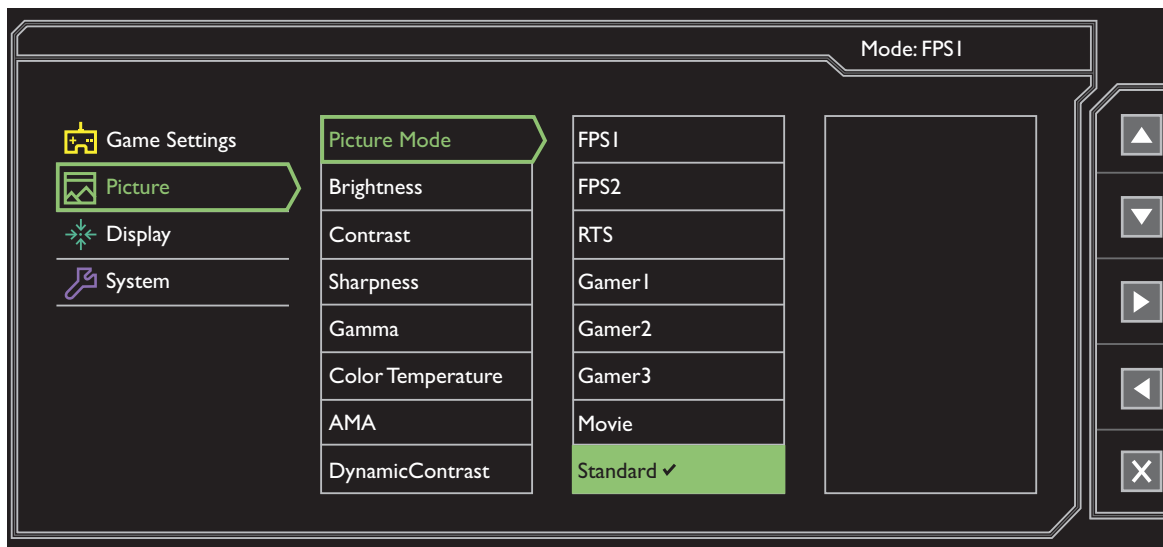 Mode: FPS1
Game Settings
Picture
Display
System
Picture Mode
Brightness
Contrast
Sharpness
Gamma
Color Temperature
AMA
DynamicContrast
FPS1
FPS2
RTS
Gamer1
Gamer2
Gamer3
Movie
Standard ✔